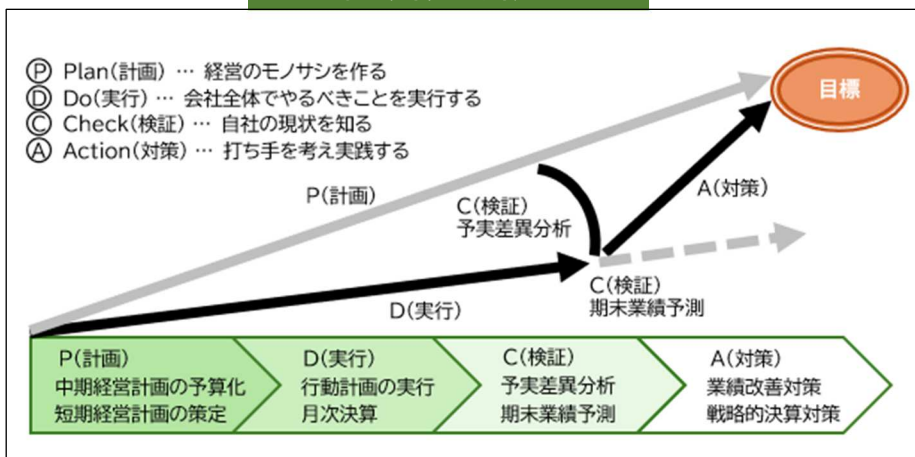 Ⓟ Plan(計画) … 経営のモノサシを作る
Ⓓ Do(実行) … 会社全体でやるべきことを実行する
Ⓒ Check(検証) … 自社の現状を知る
Ⓐ Action(対策) … 打ち手を考え実践する
目標
P(計画)
C(検証)
予実差異分析
A(対策)
D(実行)
C(検証)
期末業績予測
P(計画)
中期経営計画の予算化
短期経営計画の策定
D(実行)
行動計画の実行
月次決算
C(検証)
予実差異分析
期末業績予測
A(対策)
業績改善対策
戦略的決算対策